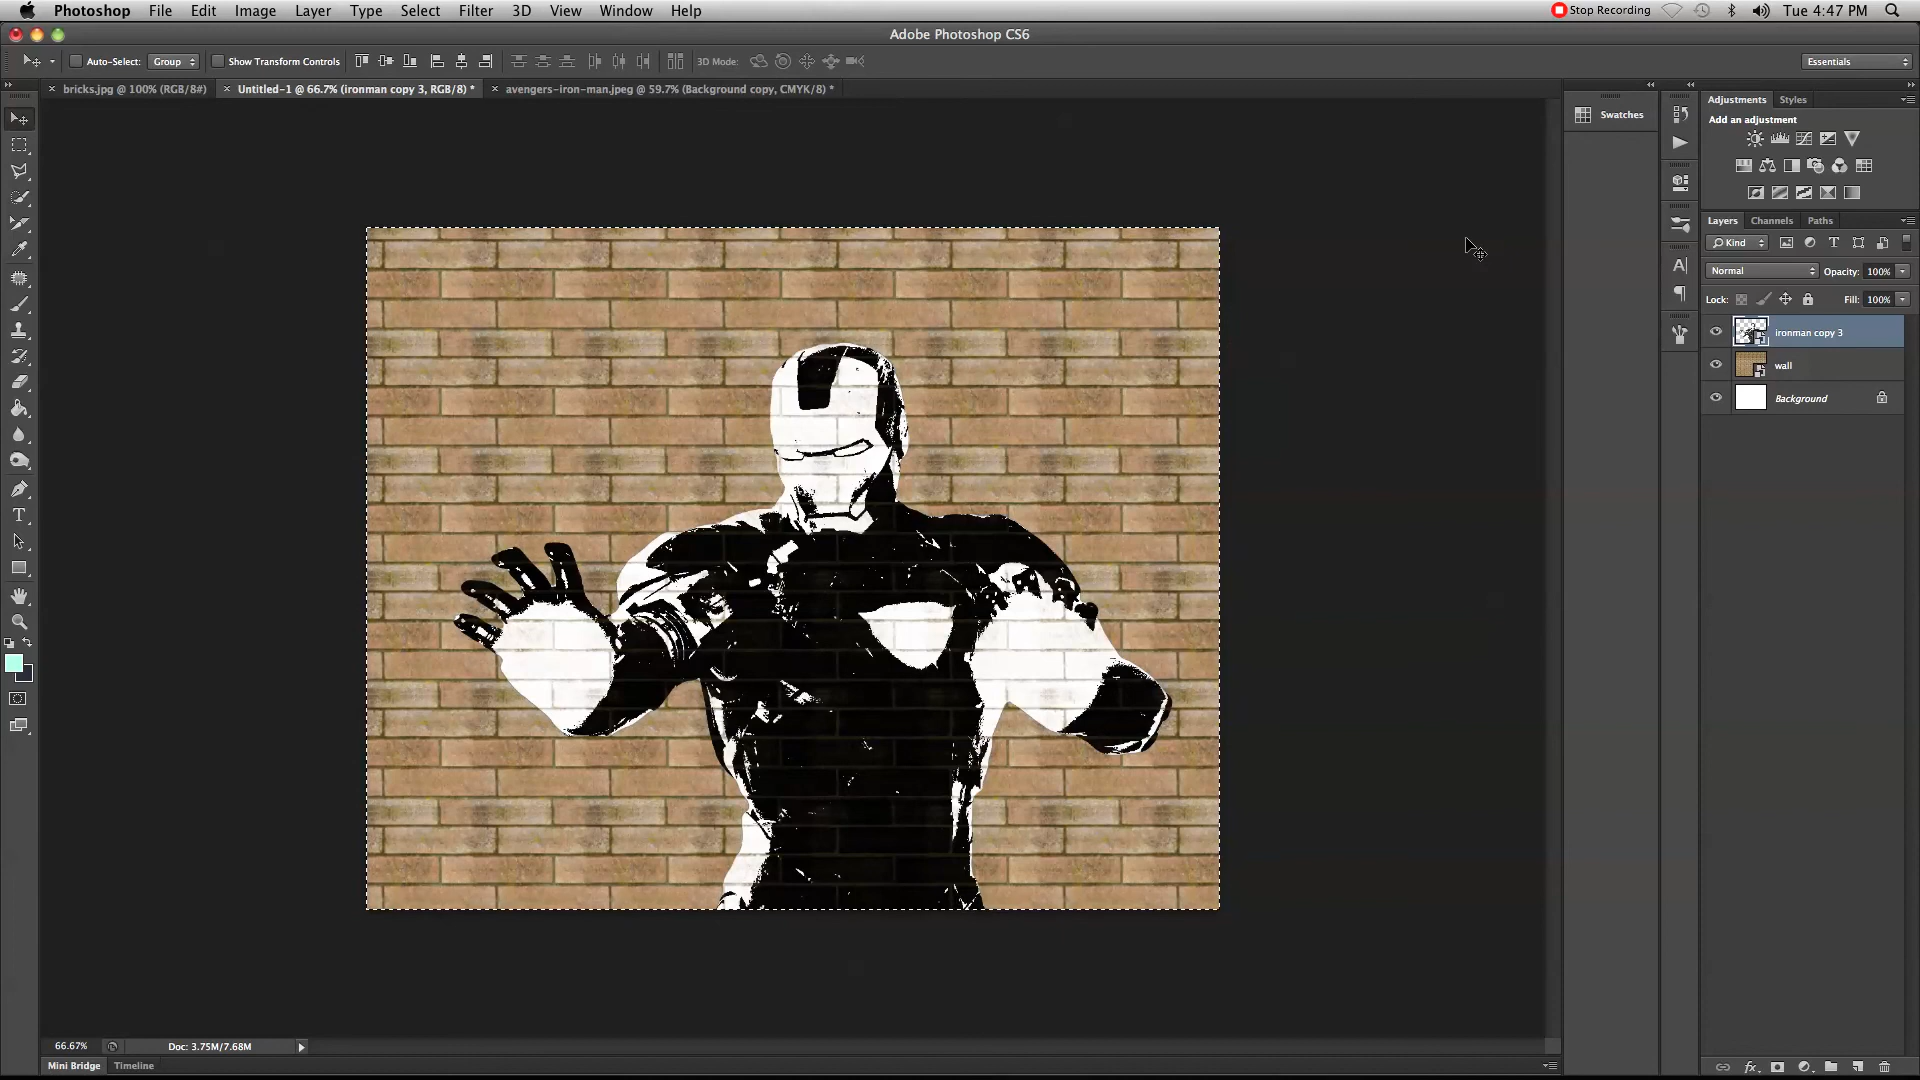 Photoshop File Edit Image Layer Type Select Filter 3D View Window Help Stop Recording Tue 4:47 PM
Adobe Photoshop CS6
Auto-Select: Group Show Transform Controls 3D Mode: Essentials
bricks.jpg @ 100% (RGB/8#) Untitled-1 @ 66.7% (ironman copy 3, RGB/8) * avengers-iron-man.jpeg @ 59.7% (Background copy, CMYK/8) *
Swatches
Adjustments Styles
Add an adjustment
Layers Channels Paths
Kind
Normal Opacity: 100%
Lock: Fill: 100%
ironman copy 3
wall
Background
66.67% Doc: 3.75M/7.68M
Mini Bridge Timeline